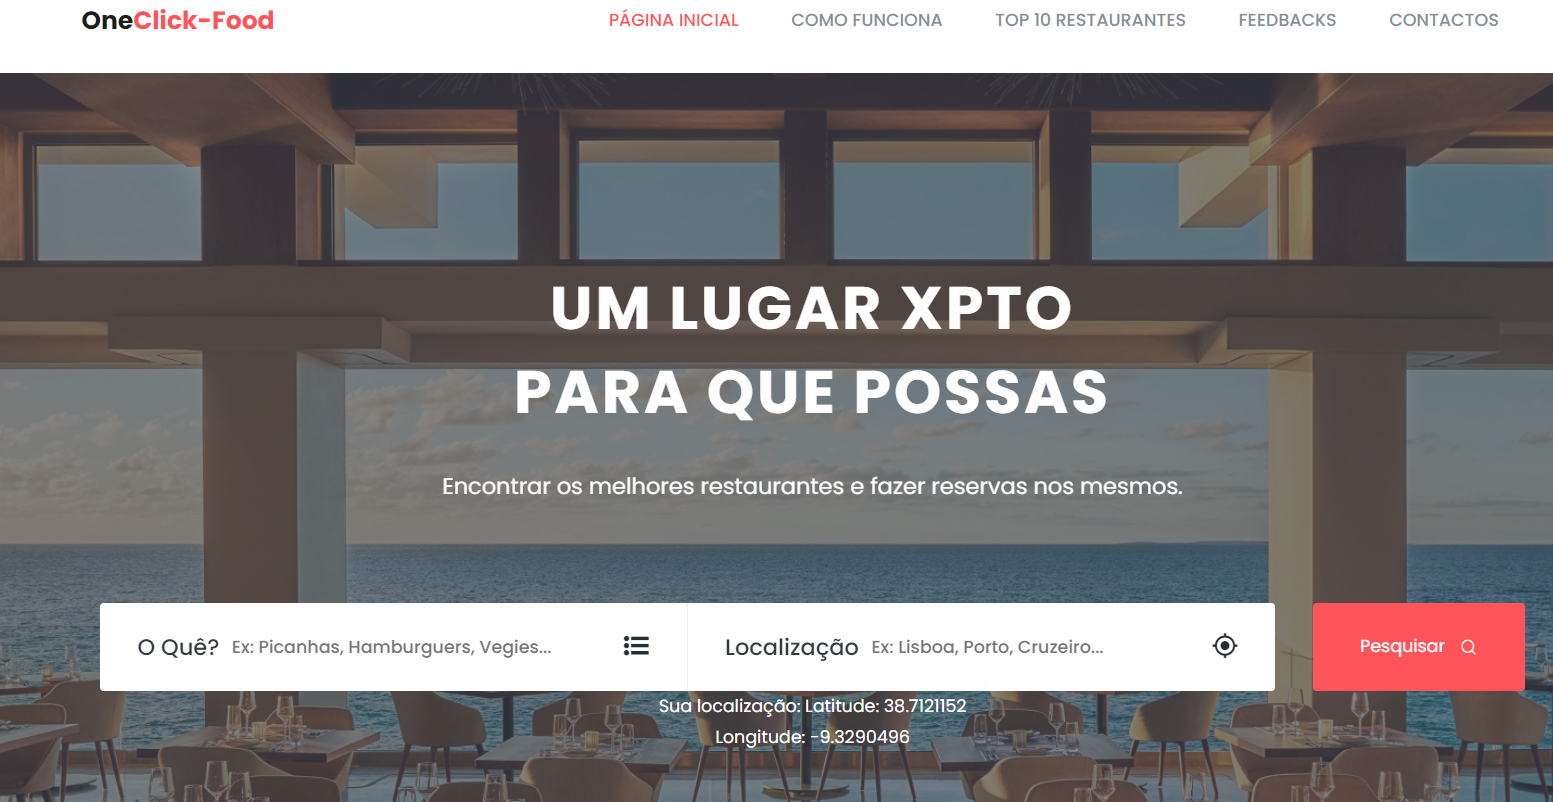 OneClick-Food
PÁGINA INICIAL COMO FUNCIONA TOP 10 RESTAURANTES FEEDBACKS CONTACTOS
UM LUGAR XPTO
PARA QUE POSSAS
Encontrar os melhores restaurantes e fazer reservas nos mesmos.
O Quê? Ex: Picanhas, Hamburguers, Vegies... Localização Ex: Lisboa, Porto, Cruzeiro... Pesquisar
Sua localização: Latitude: 38.7121152
Longitude: -9.3290496